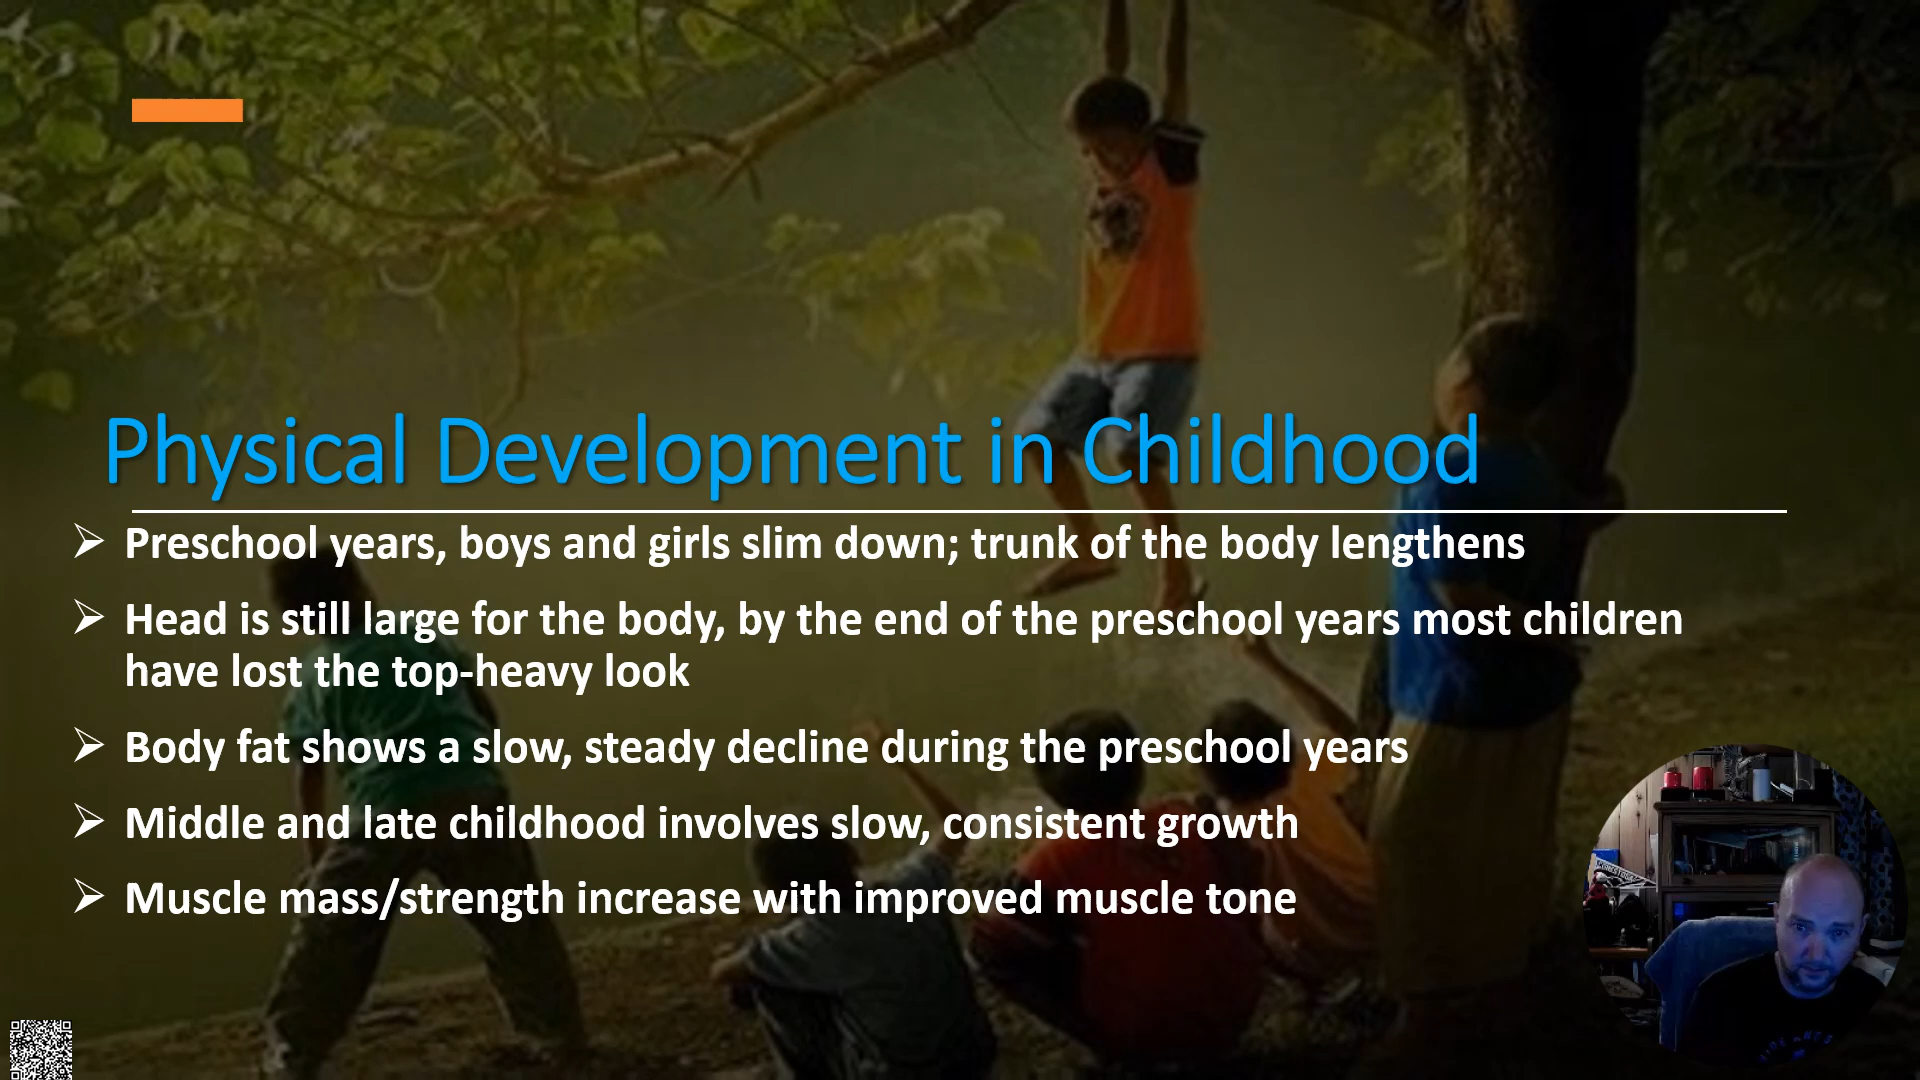 Physical Development in Childhood
Preschool years, boys and girls slim down; trunk of the body lengthens
Head is still large for the body, by the end of the preschool years most children
have lost the top-heavy look
Body fat shows a slow, steady decline during the preschool years
Middle and late childhood involves slow, consistent growth
Muscle mass/strength increase with improved muscle tone